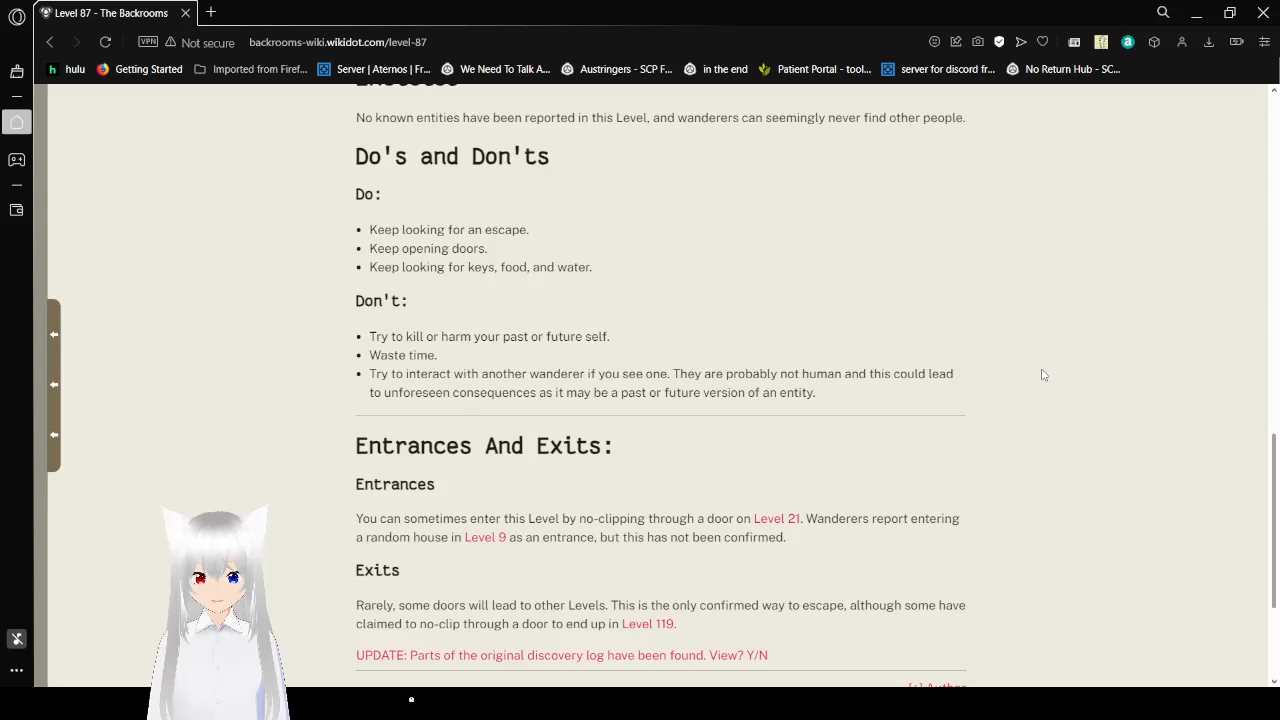 Level 87 - The Backrooms
VPN Not secure backrooms-wiki.wikidot.com/level-87
hulu Getting Started Imported from Firef... Server | Aternos | Fr... We Need To Talk A... Austringers - SCP F... in the end Patient Portal - tool... server for discord fr... No Return Hub - SC...
No known entities have been reported in this Level, and wanderers can seemingly never find other people.
Do's and Don'ts
Do:
• Keep looking for an escape.
• Keep opening doors.
• Keep looking for keys, food, and water.
Don't:
• Try to kill or harm your past or future self.
• Waste time.
• Try to interact with another wanderer if you see one. They are probably not human and this could lead
to unforeseen consequences as it may be a past or future version of an entity.
Entrances And Exits:
Entrances
You can sometimes enter this Level by no-clipping through a door on Level 21. Wanderers report entering
a random house in Level 9 as an entrance, but this has not been confirmed.
Exits
Rarely, some doors will lead to other Levels. This is the only confirmed way to escape, although some have
claimed to no-clip through a door to end up in Level 119.
UPDATE: Parts of the original discovery log have been found. View? Y/N